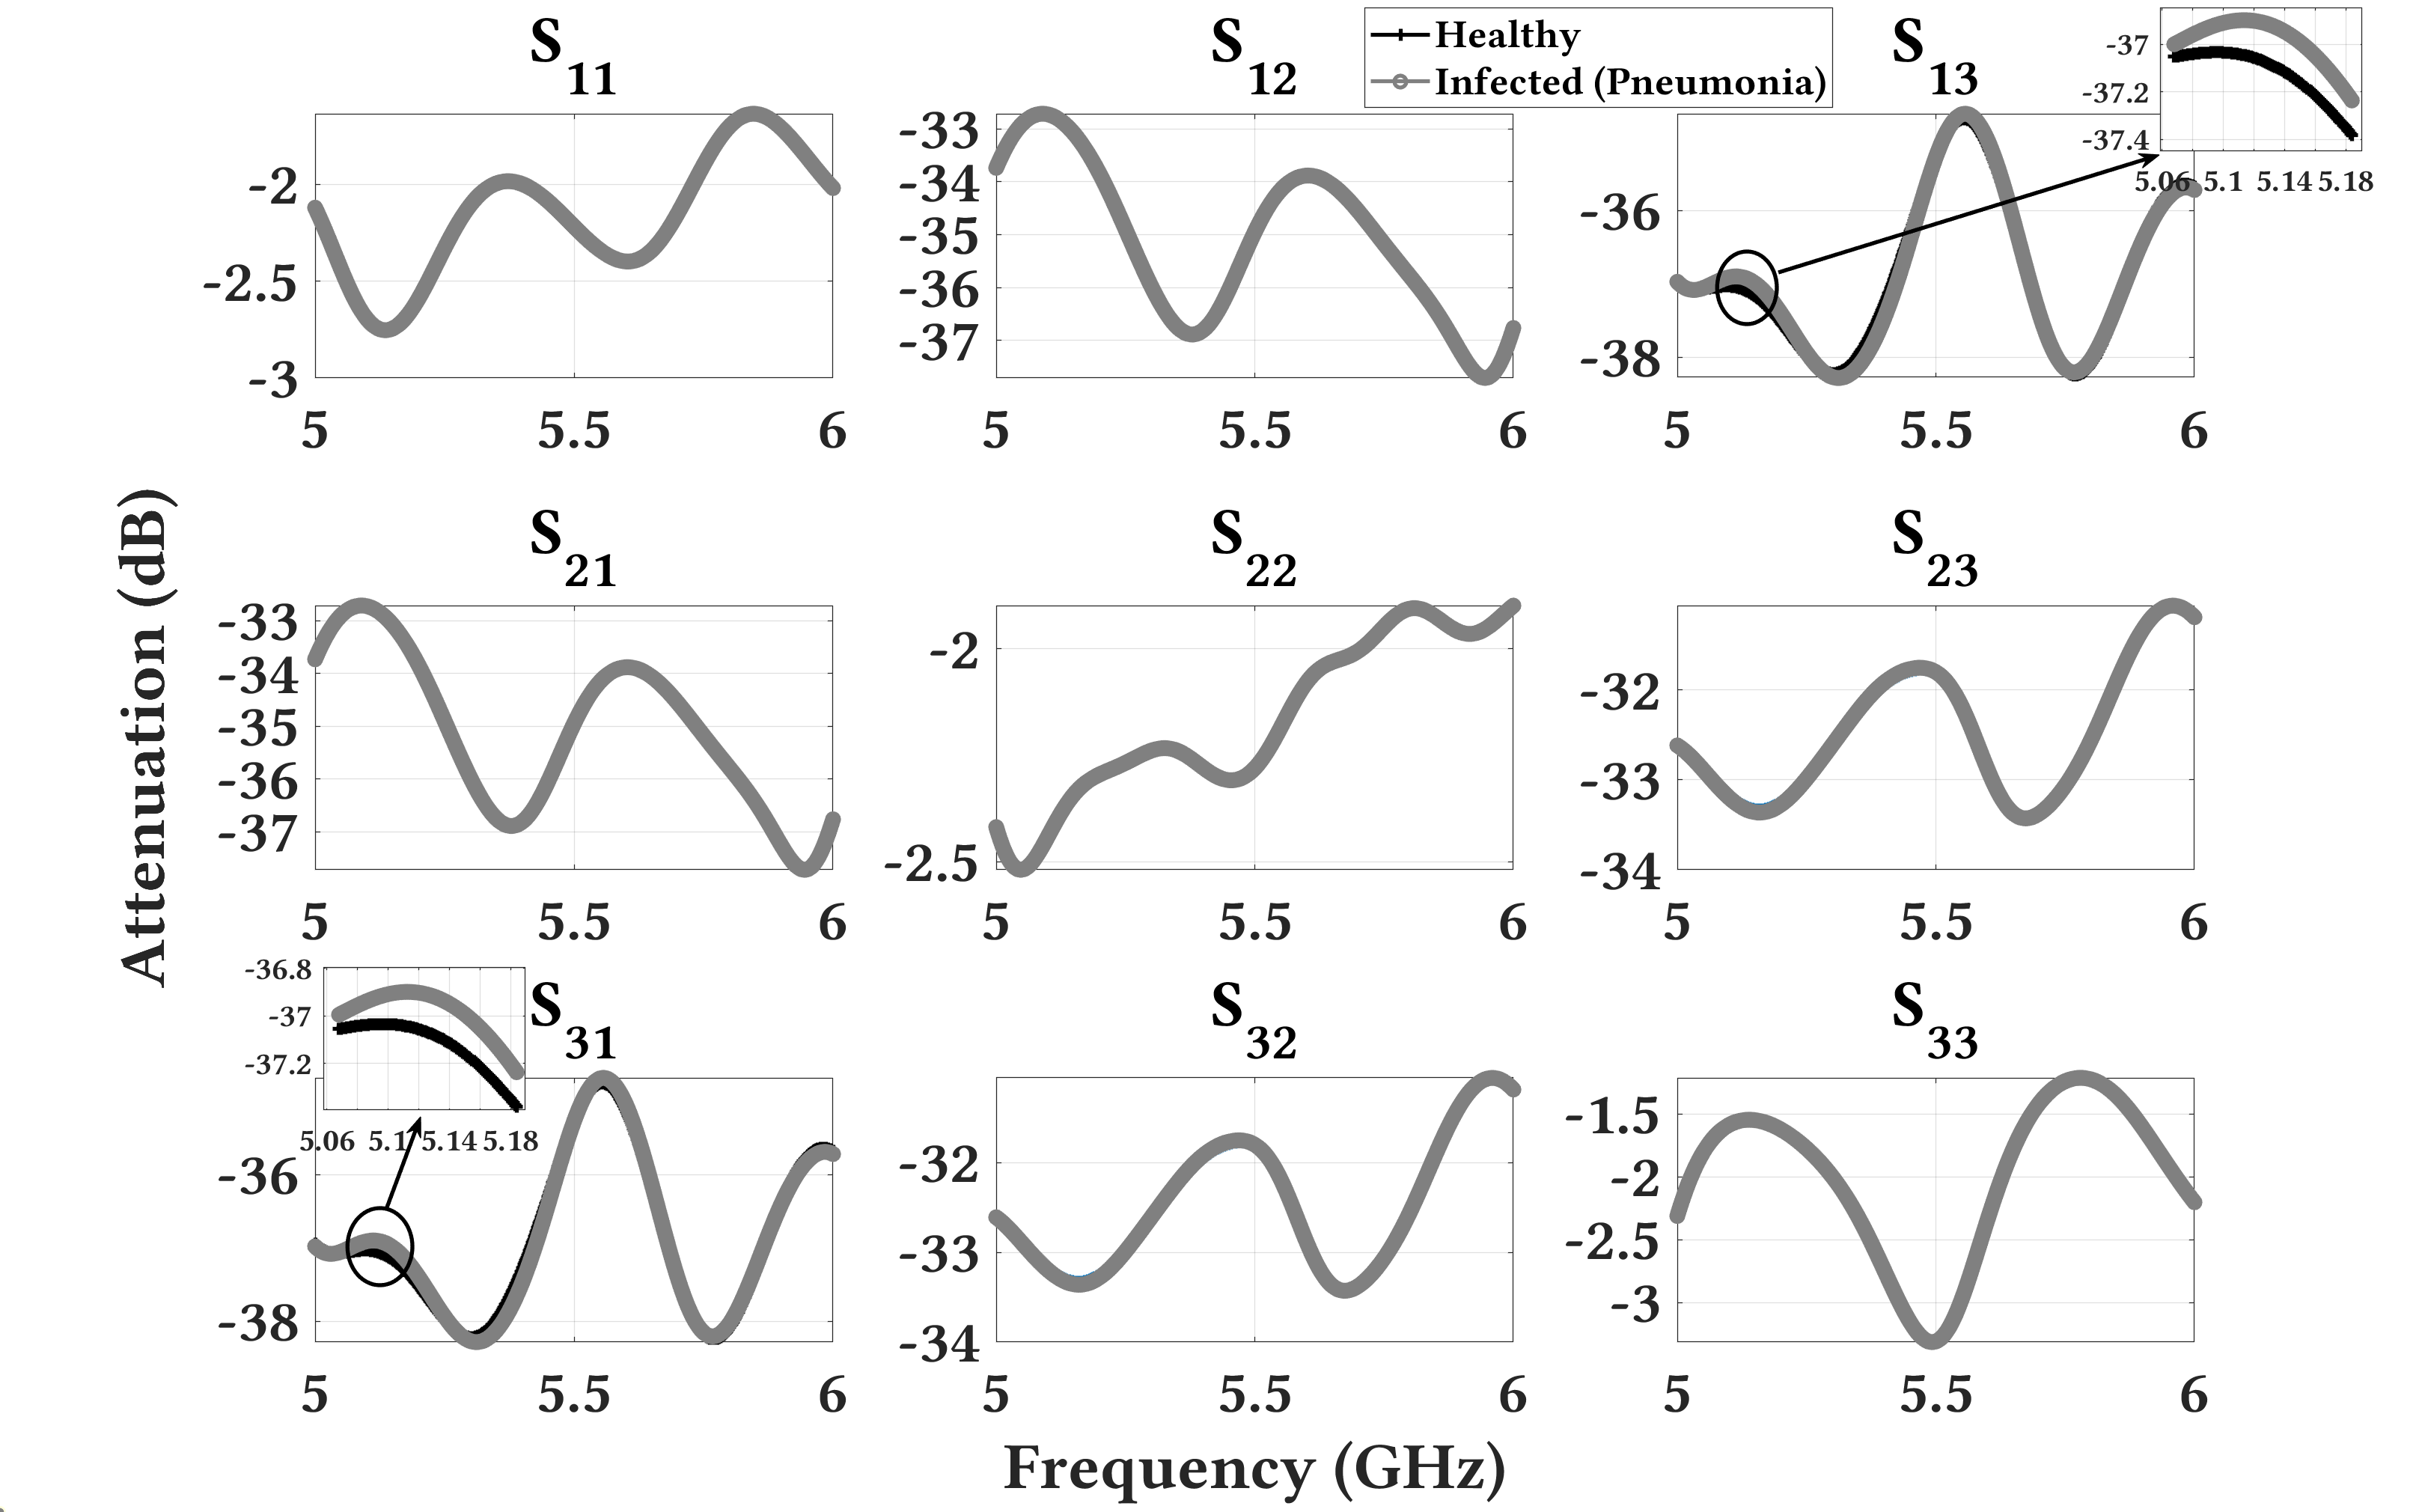 S11
S12
Healthy
Infected (Pneumonia)
S13
-37
-37.2
-37.4
5.06 5.1 5.14 5.18
-2
-2.5
-3
5 5.5 6
-33
-34
-35
-36
-37
5 5.5 6
-36
-38
5 5.5 6
Attenuation (dB)
S21
-33
-34
-35
-36
-37
5 5.5 6
S22
-2
-2.5
5 5.5 6
S23
-32
-33
-34
5 5.5 6
S31
-36.8
-37
-37.2
5.06 5.1 5.14 5.18
-36
-38
5 5.5 6
S32
-32
-33
-34
5 5.5 6
S33
-1.5
-2
-2.5
-3
5 5.5 6
Frequency (GHz)